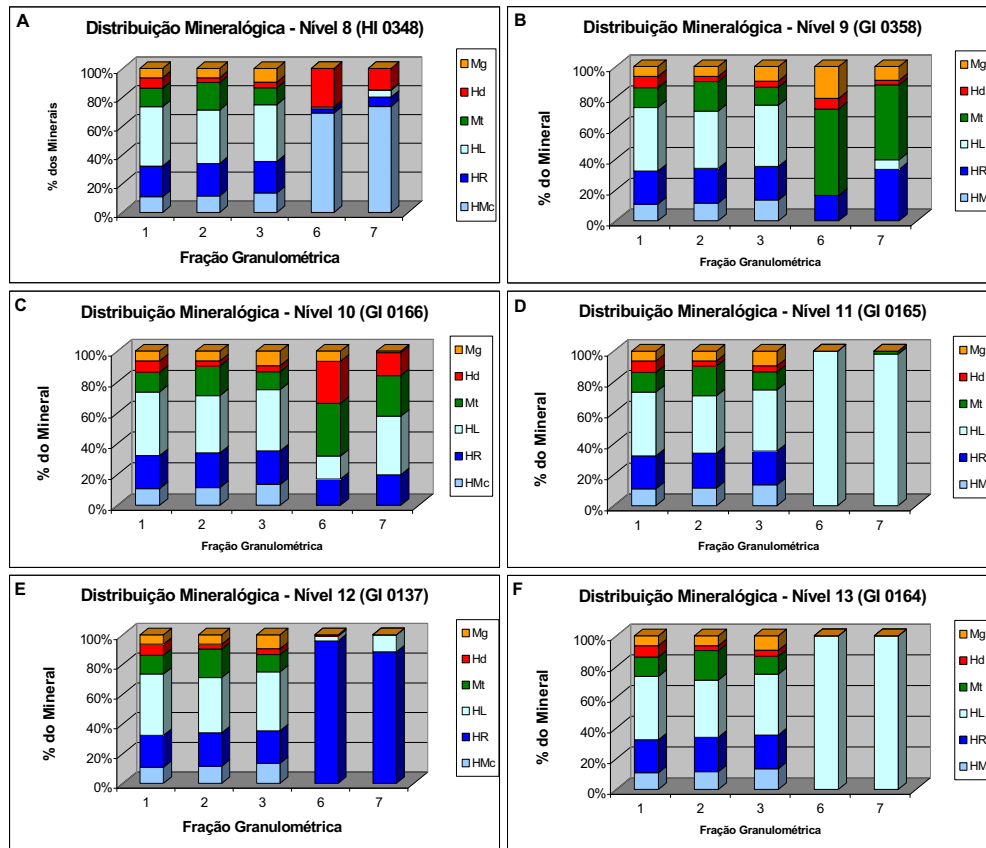 A
Distribuição Mineralógica - Nível 8 (HI 0348)
% dos Minerais
100%
80%
60%
40%
20%
0%
1 2 3 6 7
Fração Granulométrica
Mg
Hd
Mt
HL
HR
HMc
B
Distribuição Mineralógica - Nível 9 (GI 0358)
% do Mineral
100%
80%
60%
40%
20%
0%
1 2 3 6 7
Fração Granulométrica
Mg
Hd
Mt
HL
HR
HM
C
Distribuição Mineralógica - Nível 10 (GI 0166)
% do Mineral
100%
80%
60%
40%
20%
0%
1 2 3 6 7
Fração Granulométrica
Mg
Hd
Mt
HL
HR
HMc
D
Distribuição Mineralógica - Nível 11 (GI 0165)
% do Mineral
100%
80%
60%
40%
20%
0%
1 2 3 6 7
Fração Granulométrica
Mg
Hd
Mt
HL
HR
HM
E
Distribuição Mineralógica - Nível 12 (GI 0137)
% do Mineral
100%
80%
60%
40%
20%
0%
1 2 3 6 7
Fração Granulométrica
Mg
Hd
Mt
HL
HR
HMc
F
Distribuição Mineralógica - Nível 13 (GI 0164)
% do Mineral
100%
80%
60%
40%
20%
0%
1 2 3 6 7
Fração Granulométrica
Mg
Hd
Mt
HL
HR
HM